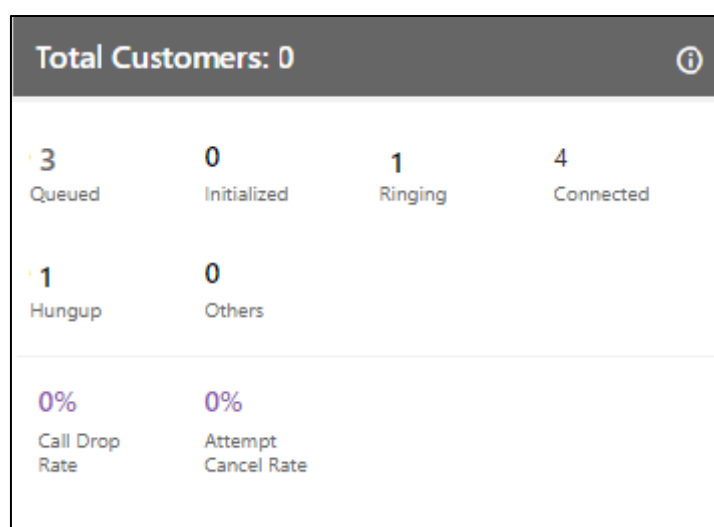 Total Customers: 0
3 0 1 4
Queued Initialized Ringing Connected
1 0
Hungup Others
0% 0%
Call Drop Attempt
Rate Cancel Rate